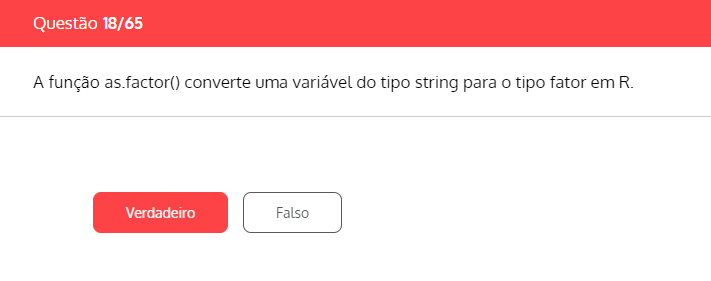 Questão 18/65
A função as.factor() converte uma variável do tipo string para o tipo fator em R.
Verdadeiro
Falso